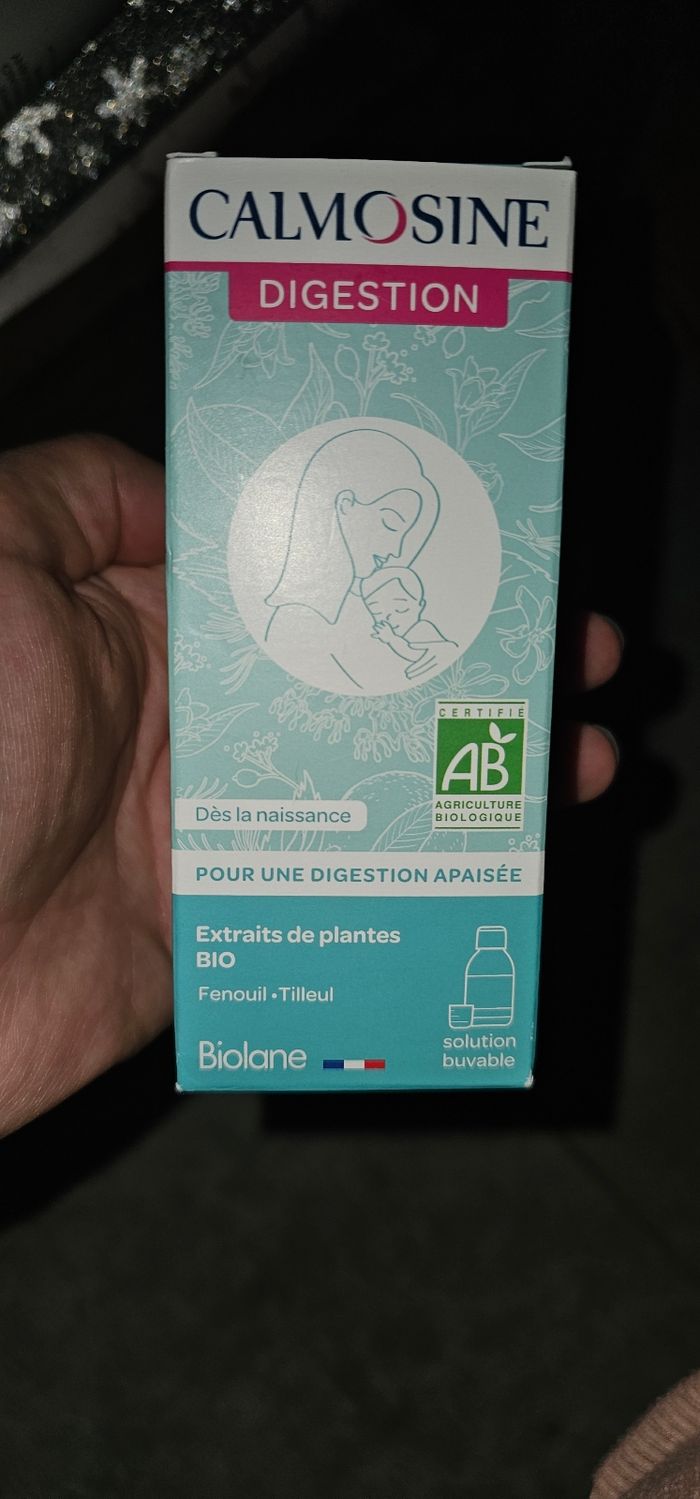 CALMOSINE
DIGESTION
CERTIFIÉ
AB
AGRICULTURE
BIOLOGIQUE
Dès la naissance
POUR UNE DIGESTION APAISÉE
Extraits de plantes
BIO
Fenouil • Tilleul
solution
buvable
Biolane